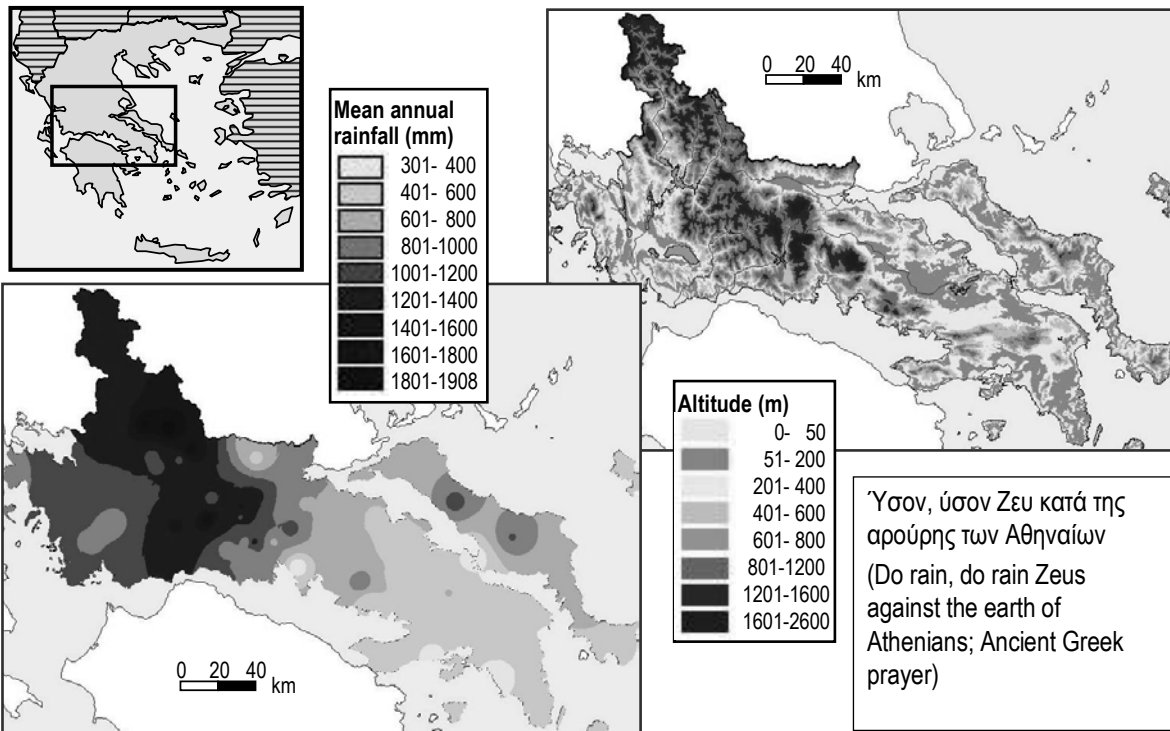 0 20 40
km
Mean annual
rainfall (mm)
301- 400
401- 600
601- 800
801-1000
1001-1200
1201-1400
1401-1600
1601-1800
1801-1908
0 20 40
km
Altitude (m)
0- 50
51- 200
201- 400
401- 600
601- 800
801-1200
1201-1600
1601-2600
Ύσον, ύσον Ζευ κατά της
αρούρης των Αθηναίων
(Do rain, do rain Zeus
against the earth of
Athenians; Ancient Greek
prayer)